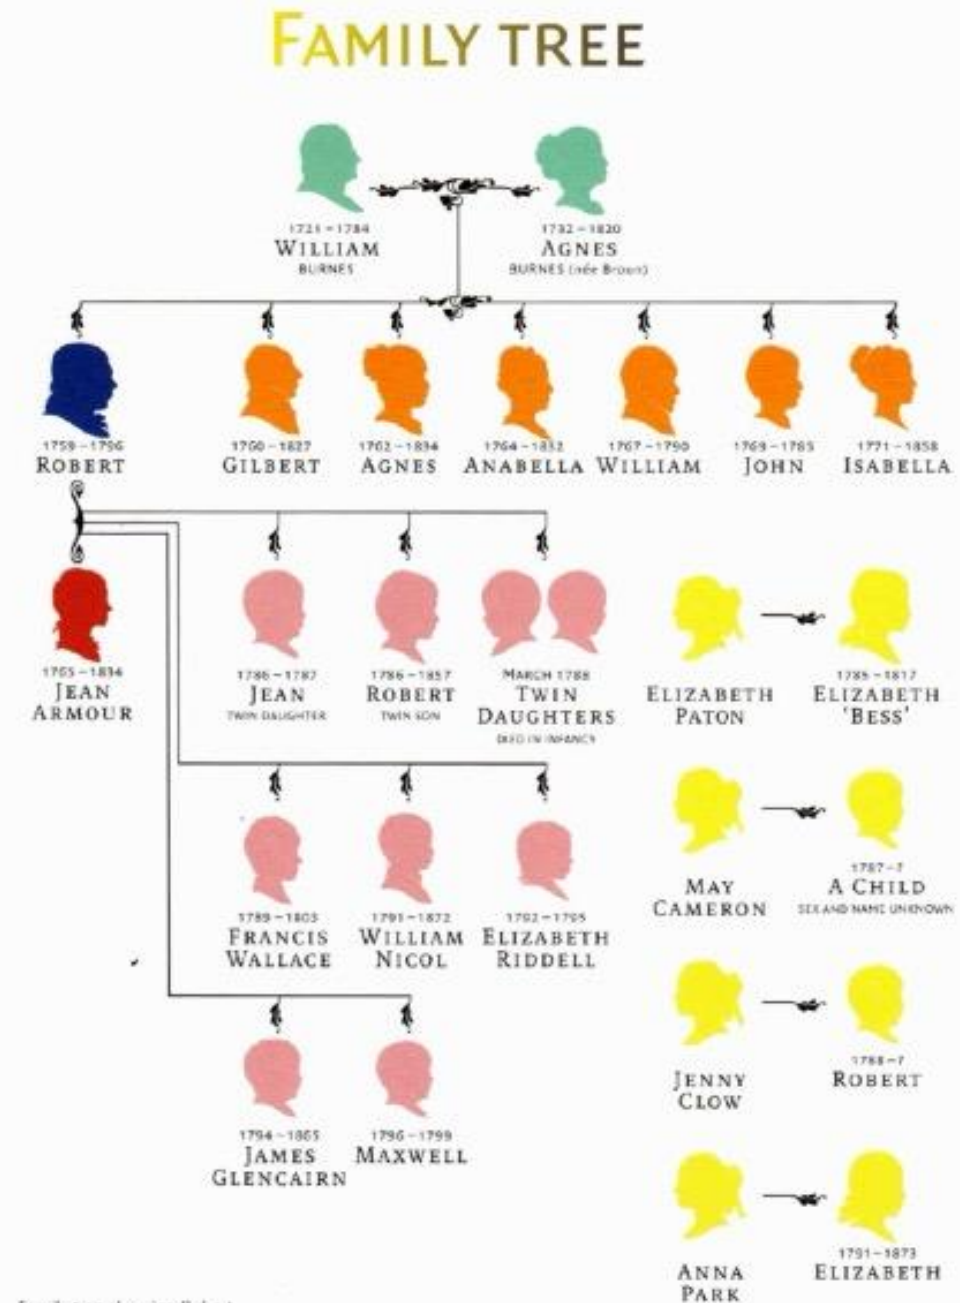 FAMILY TREE
1721 – 1784
WILLIAM
BURNES
1732 – 1820
AGNES
BURNES (née Broun)
1759 – 1796
ROBERT
1760 – 1827
GILBERT
1762 – 1834
AGNES
1764 – 1832
ANABELLA
1767 – 1790
WILLIAM
1769 – 1785
JOHN
1771 – 1858
ISABELLA
1765 – 1834
JEAN
ARMOUR
1786 – 1787
JEAN
TWIN DAUGHTER
1786 – 1857
ROBERT
TWIN SON
MARCH 1788
TWIN
DAUGHTERS
DIED IN INFANCY
ELIZABETH
PATON
1785 – 1817
ELIZABETH
'BESS'
1789 – 1803
FRANCIS
WALLACE
1791 – 1872
WILLIAM
NICOL
1792 – 1795
ELIZABETH
RIDDELL
MAY
CAMERON
1787 – ?
A CHILD
SEX AND NAME UNKNOWN
1794 – 1865
JAMES
GLENCAIRN
1796 – 1799
MAXWELL
JENNY
CLOW
1788 – ?
ROBERT
ANNA
PARK
1791 – 1873
ELIZABETH